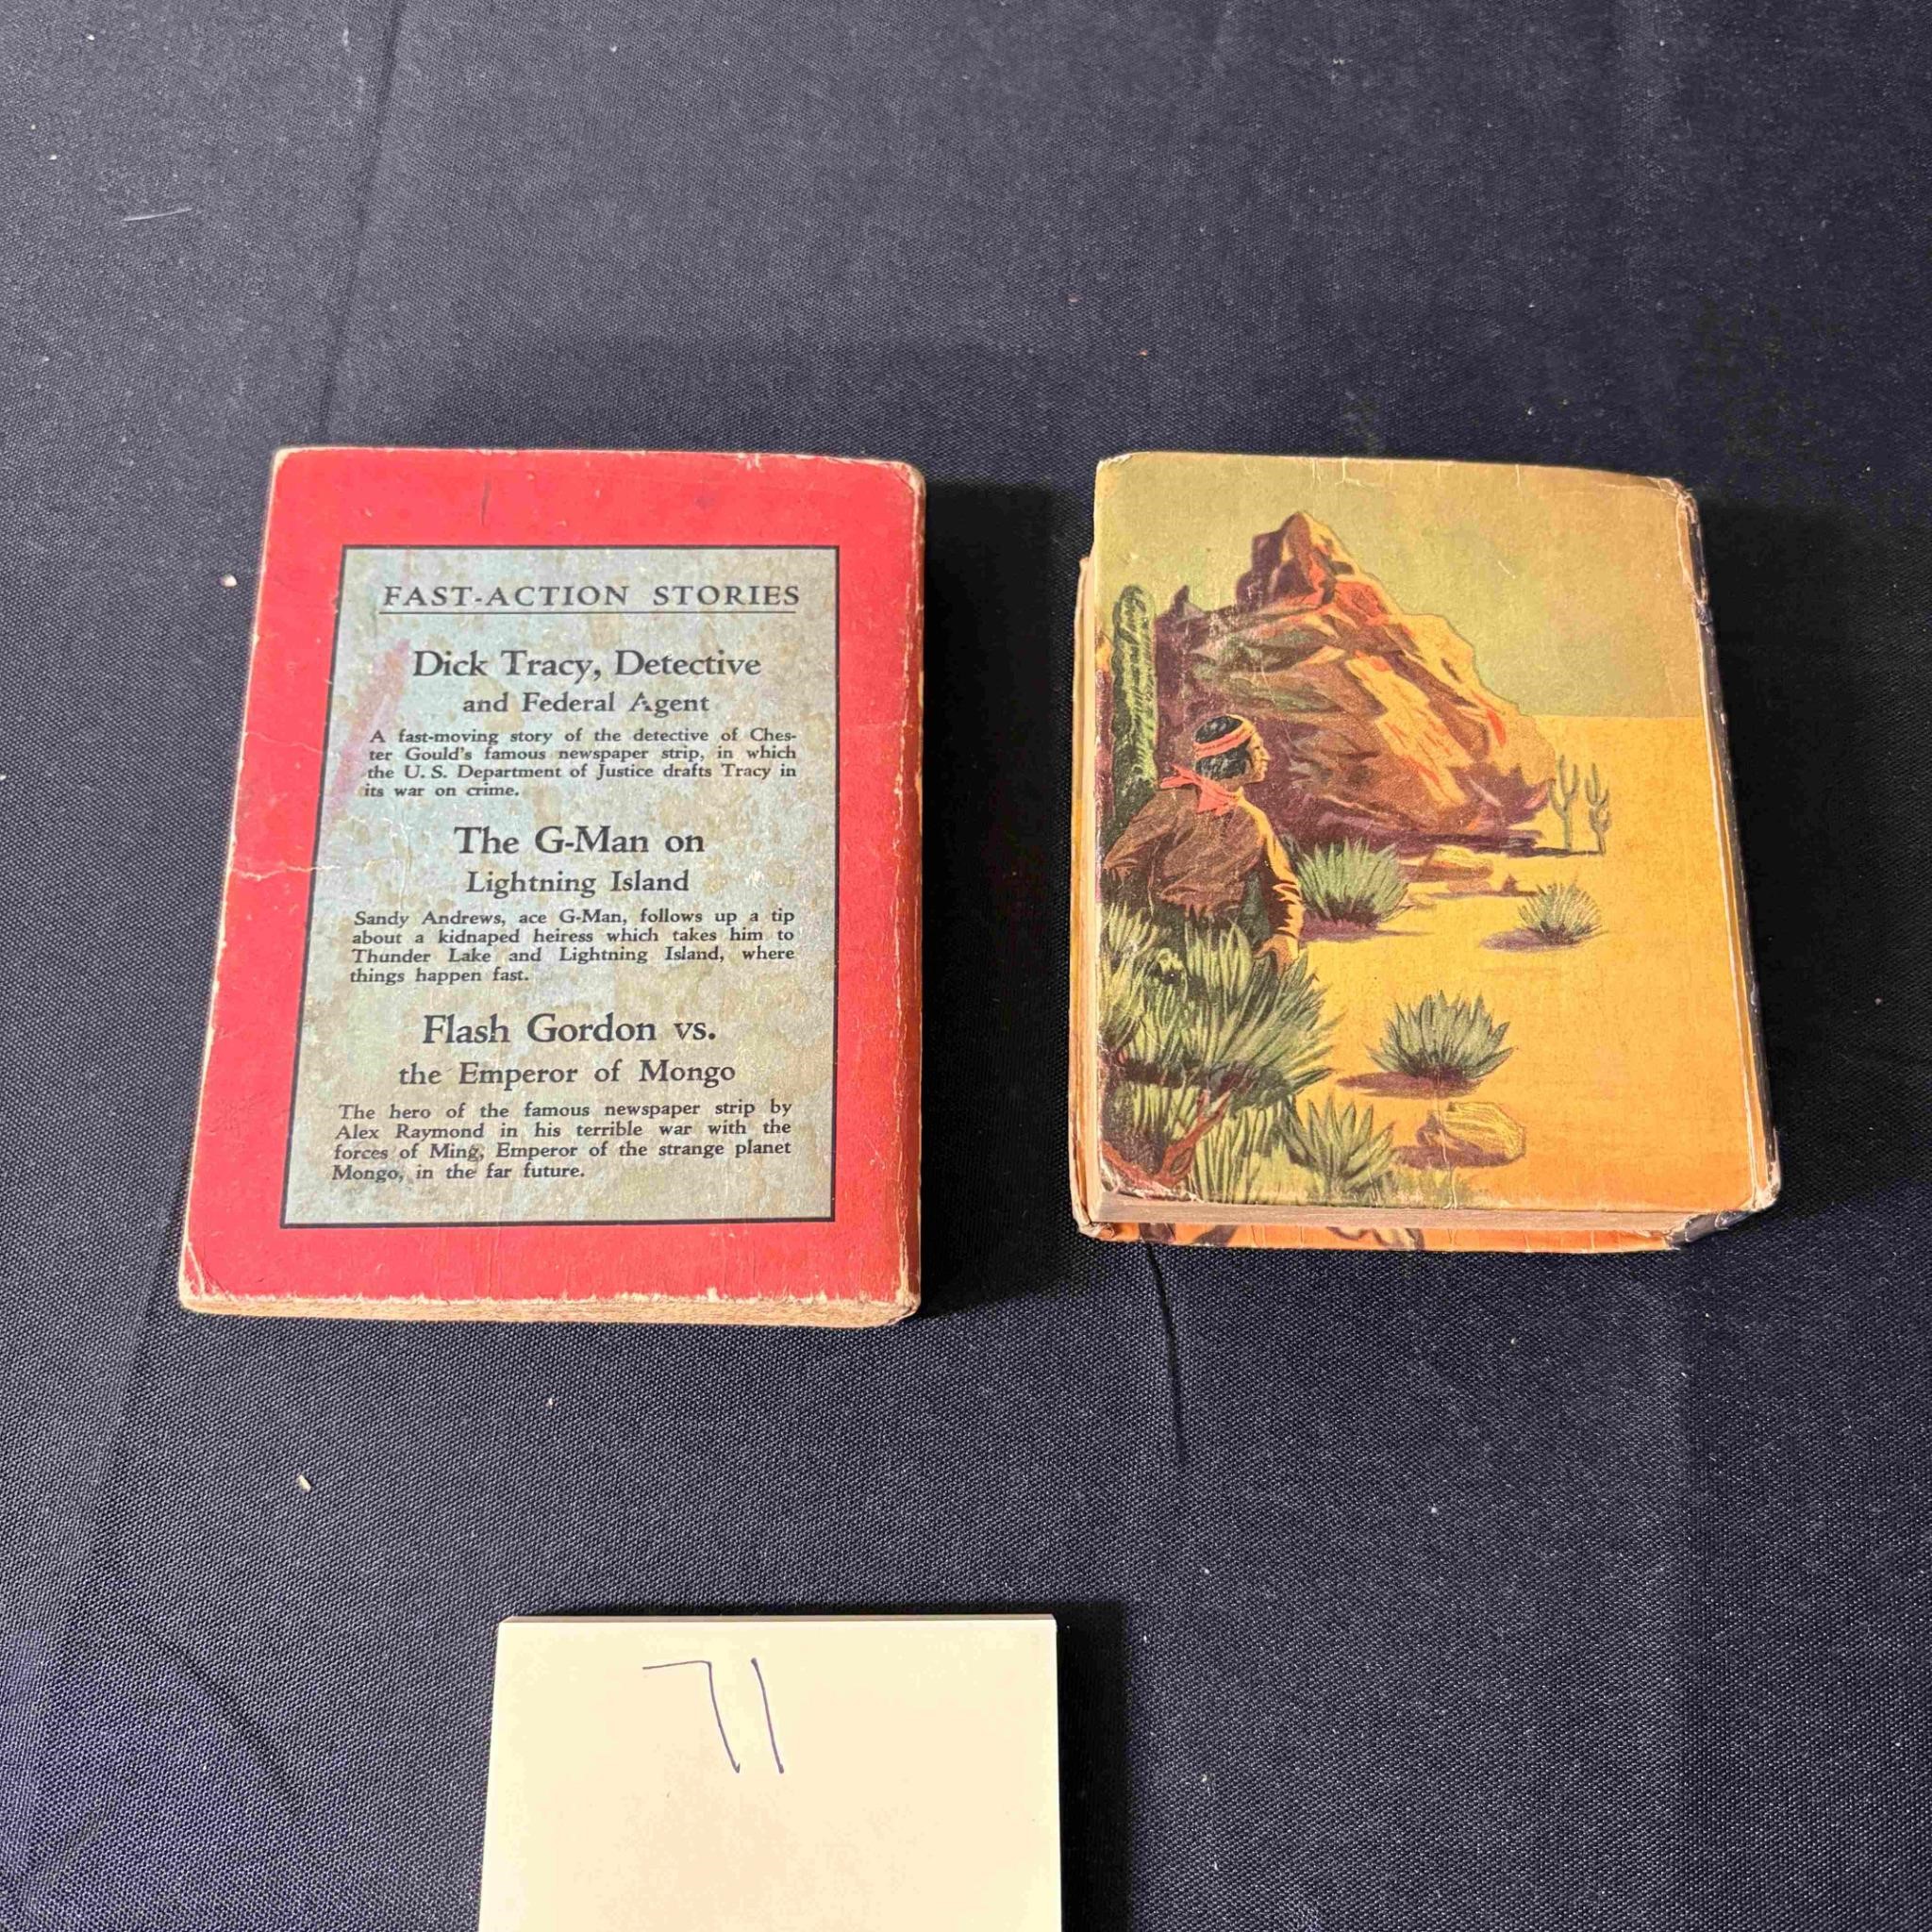 FAST-ACTION STORIES
Dick Tracy, Detective
and Federal Agent
A fast-moving story of the detective of Ches-
ter Gould's famous newspaper strip, in which
the U. S. Department of Justice drafts Tracy in
its war on crime.
The G-Man on
Lightning Island
Sandy Andrews, ace G-Man, follows up a tip
about a kidnaped heiress which takes him to
Thunder Lake and Lightning Island, where
things happen fast.
Flash Gordon vs.
the Emperor of Mongo
The hero of the famous newspaper strip by
Alex Raymond in his terrible war with the
forces of Ming, Emperor of the strange planet
Mongo, in the far future.
71